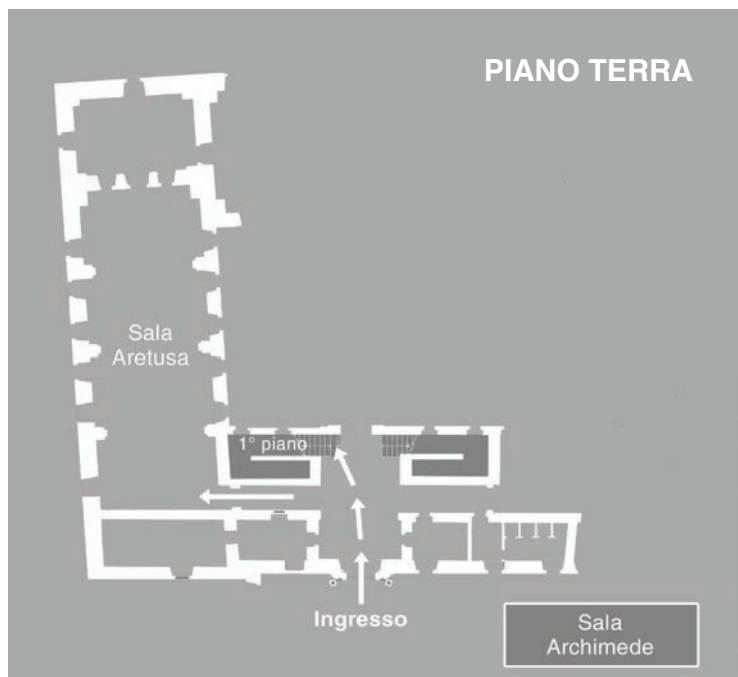 PIANO TERRA
Sala
Aretusa
1° piano
Ingresso
Sala
Archimede